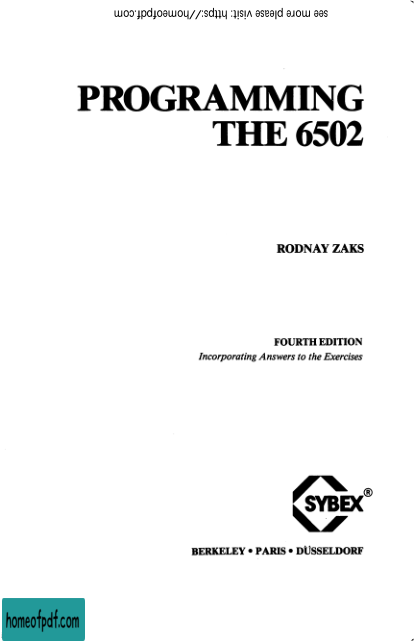 see more please visit: https://homeofpdf.com
PROGRAMMING
THE 6502
RODNAY ZAKS
FOURTH EDITION
Incorporating Answers to the Exercises
SYBEX®
BERKELEY • PARIS • DÜSSELDORF
homeofpdf.com